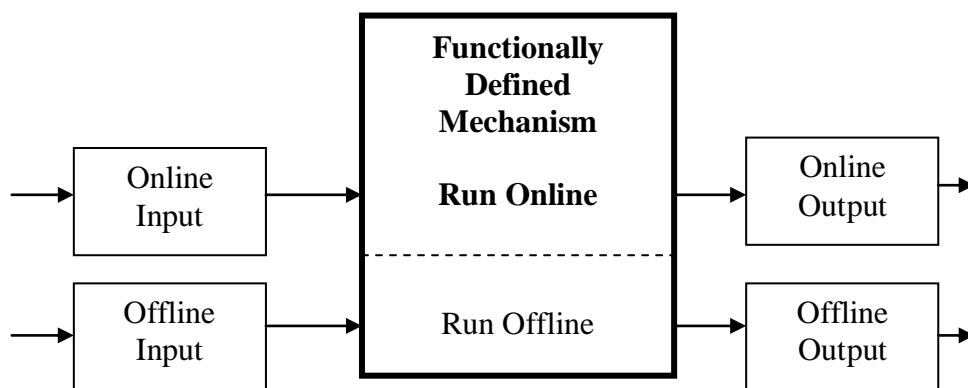 Functionally
Defined
Mechanism
Online
Input
Run Online
Online
Output
Offline
Input
Run Offline
Offline
Output